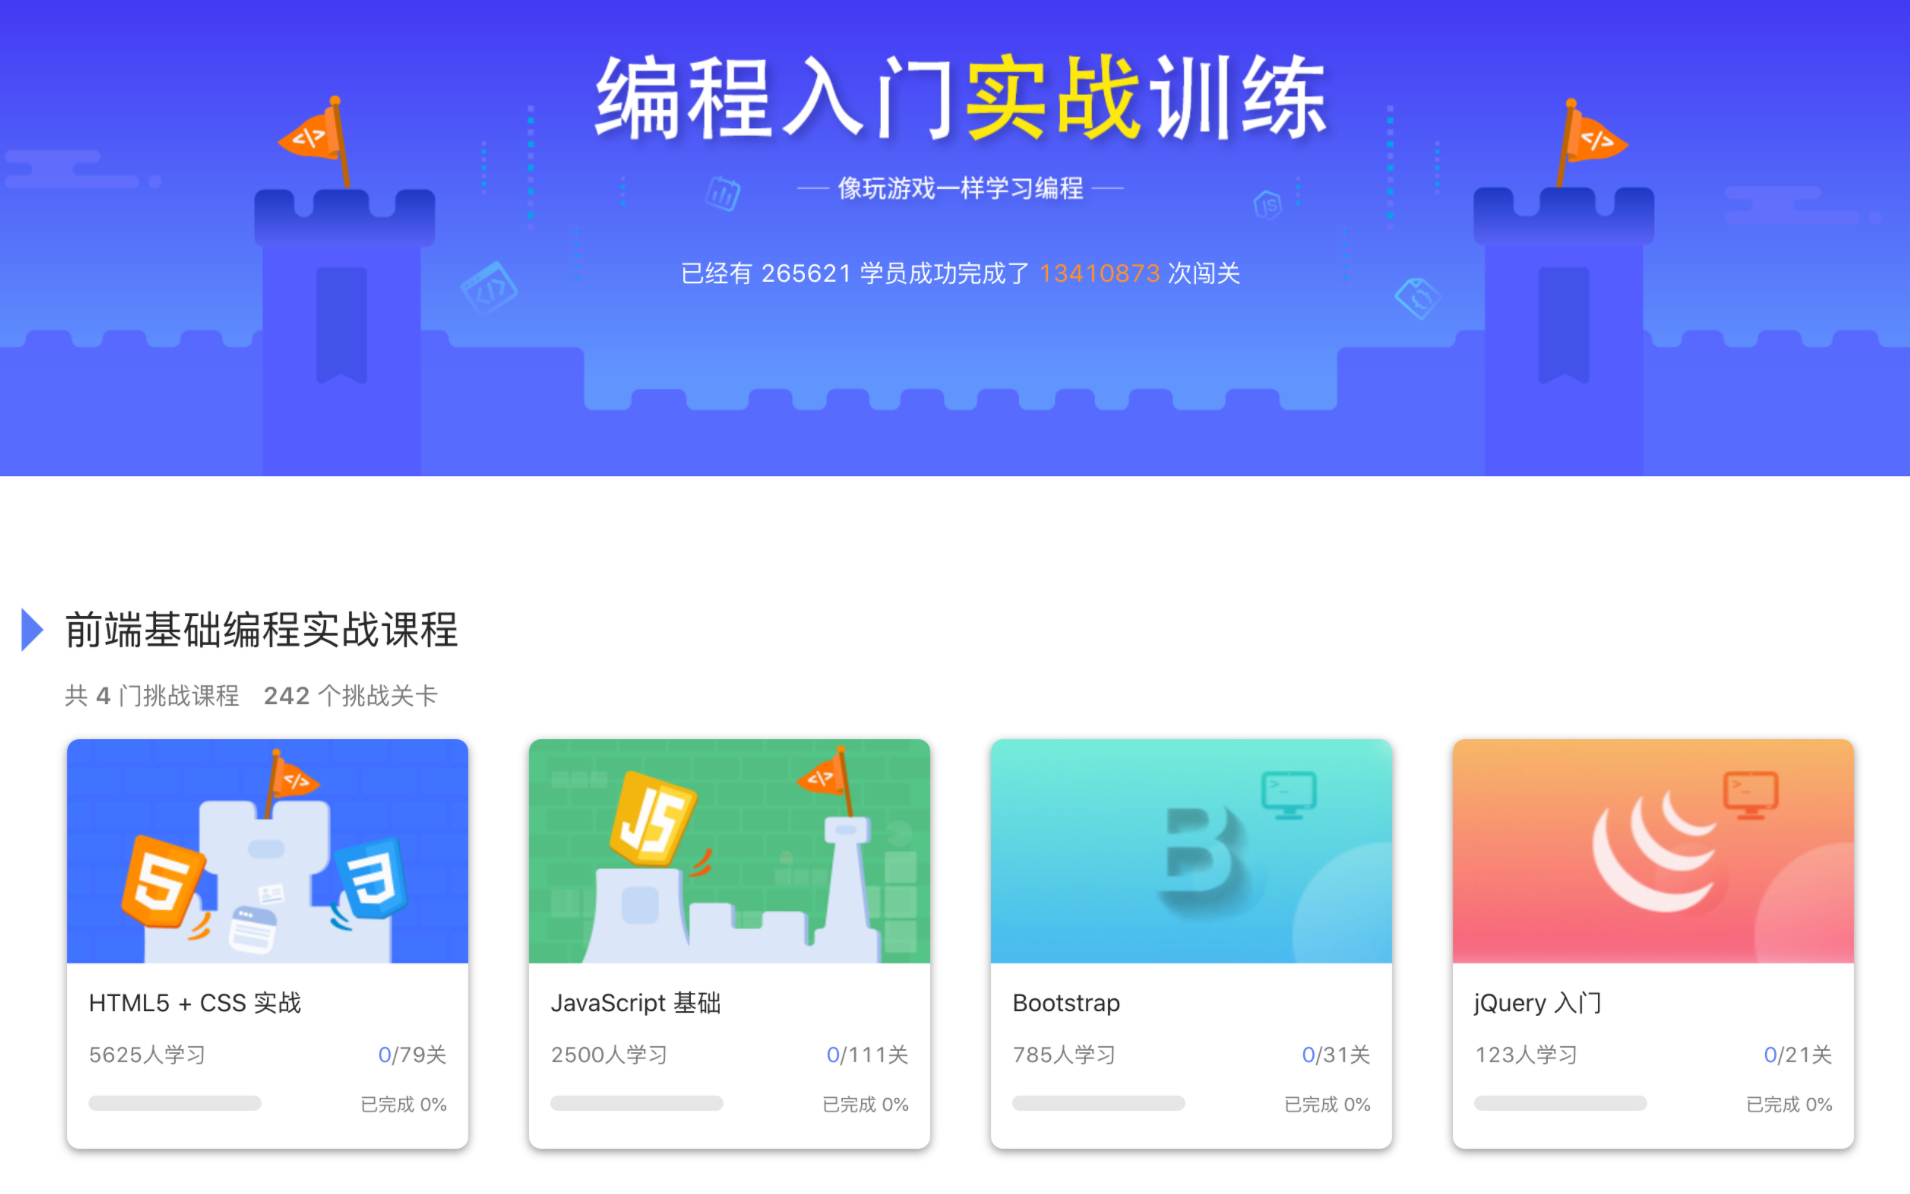 编程入门实战训练
像玩游戏一样学习编程
已经有 265621 学员成功完成了 13410873 次闯关
前端基础编程实战课程
共 4 门挑战课程 242 个挑战关卡
HTML5 + CSS 实战
5625人学习 0/79关
已完成 0%
JavaScript 基础
2500人学习 0/111关
已完成 0%
Bootstrap
785人学习 0/31关
已完成 0%
jQuery 入门
123人学习 0/21关
已完成 0%